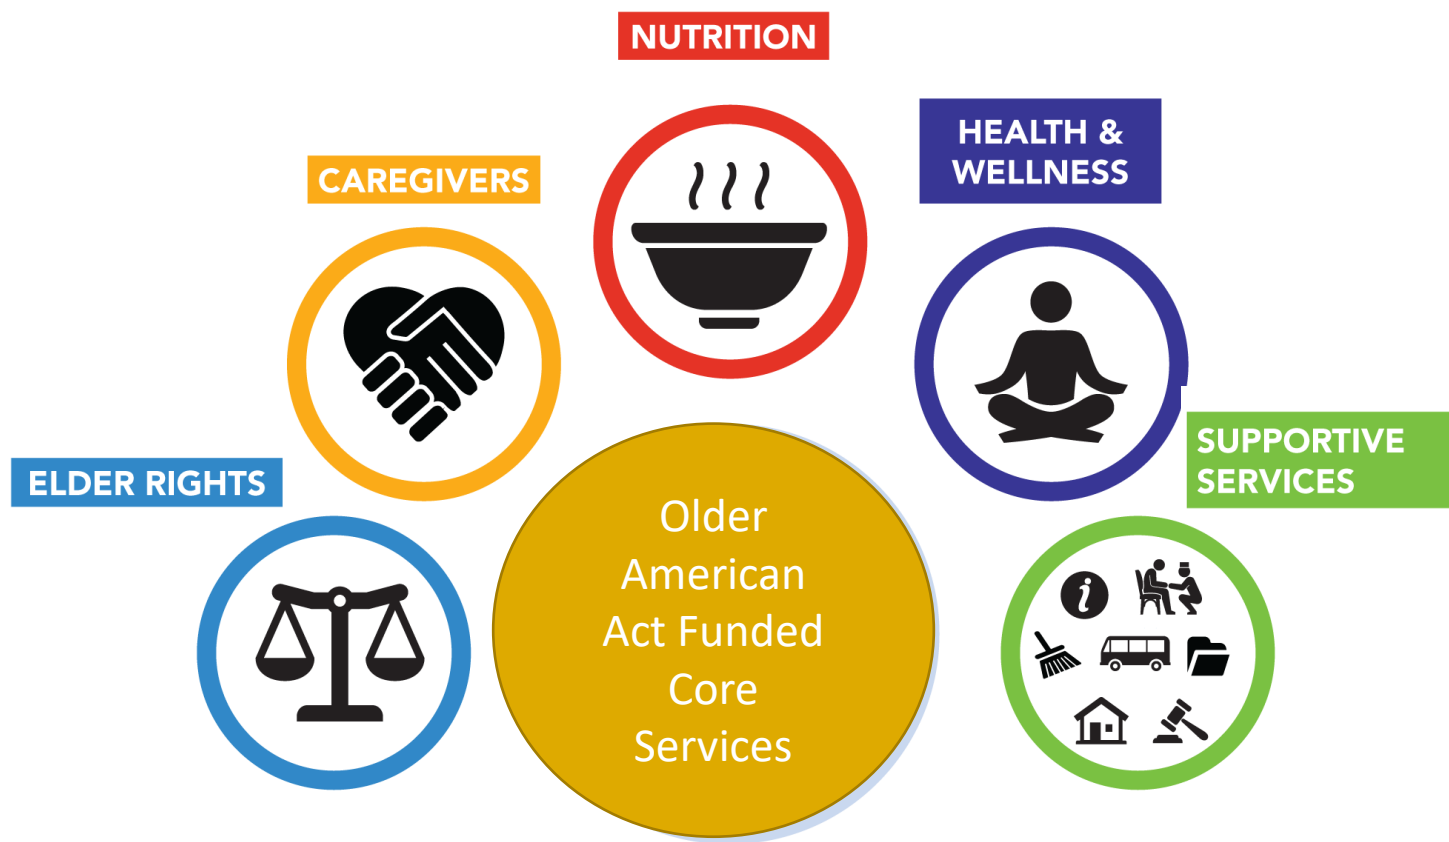 NUTRITION
HEALTH &
WELLNESS
CAREGIVERS
SUPPORTIVE
SERVICES
ELDER RIGHTS
Older
American
Act Funded
Core
Services
i